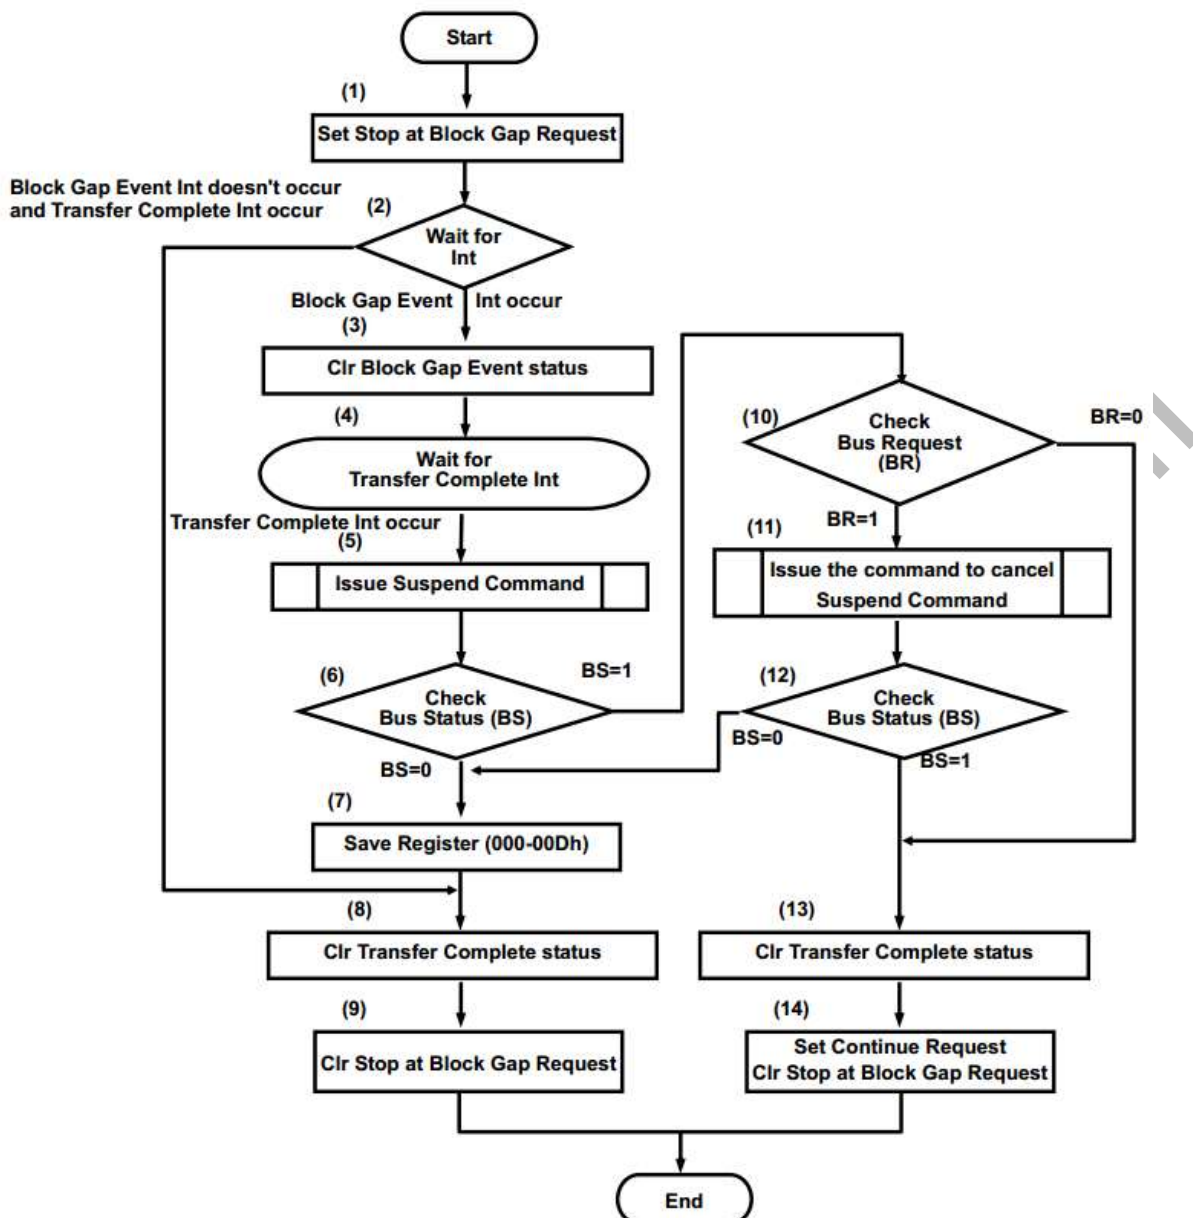 Start
(1)
Set Stop at Block Gap Request
Block Gap Event Int doesn't occur
and Transfer Complete Int occur
(2)
Wait for
Int
Block Gap Event Int occur
(3)
Clr Block Gap Event status
(4)
Wait for
Transfer Complete Int
Transfer Complete Int occur
(5)
Issue Suspend Command
(6)
BS=1
Check
Bus Status (BS)
BS=0
(7)
Save Register (000-00Dh)
(8)
Clr Transfer Complete status
(9)
Clr Stop at Block Gap Request
(10)
BR=0
Check
Bus Request
(BR)
BR=1
(11)
Issue the command to cancel
Suspend Command
(12)
Check
Bus Status (BS)
BS=0
BS=1
(13)
Clr Transfer Complete status
(14)
Set Continue Request
Clr Stop at Block Gap Request
End